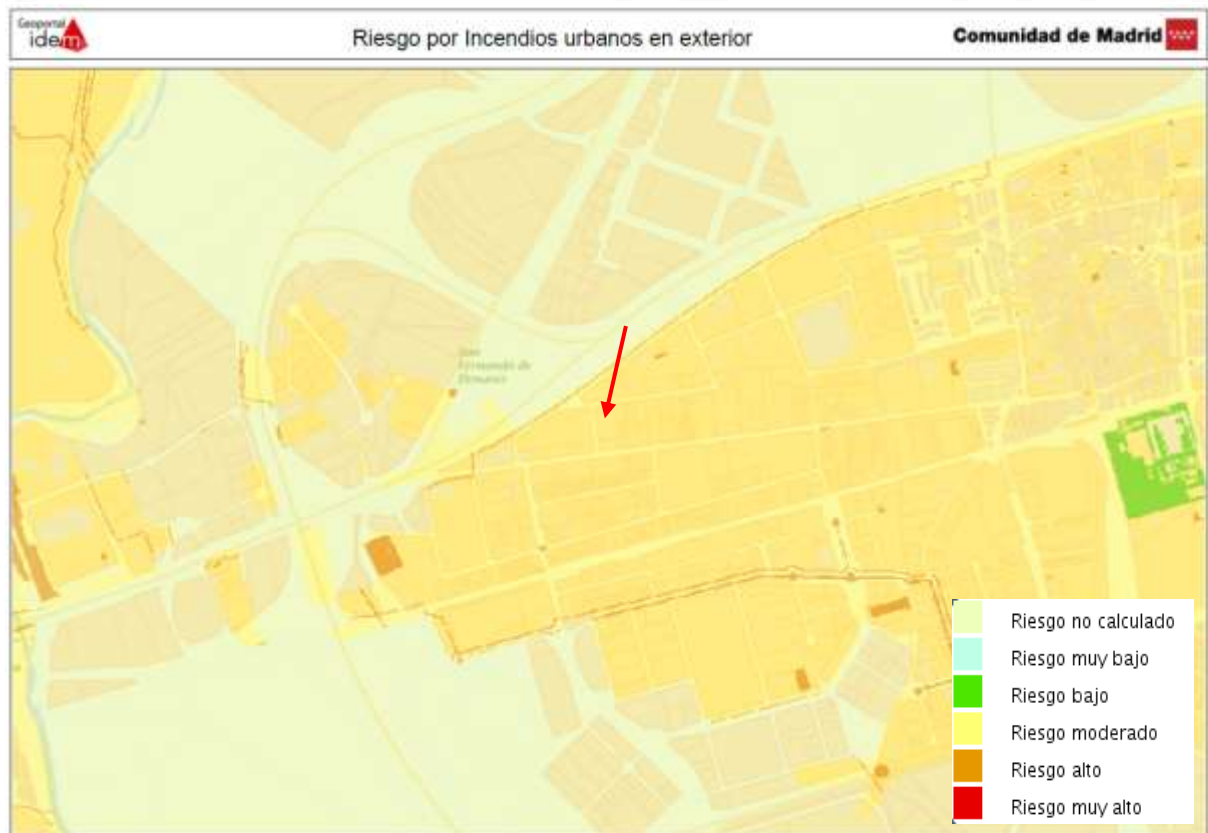 Geoportal
idem
Riesgo por Incendios urbanos en exterior
Comunidad de Madrid
San
Fernando de
Henares
Riesgo no calculado
Riesgo muy bajo
Riesgo bajo
Riesgo moderado
Riesgo alto
Riesgo muy alto